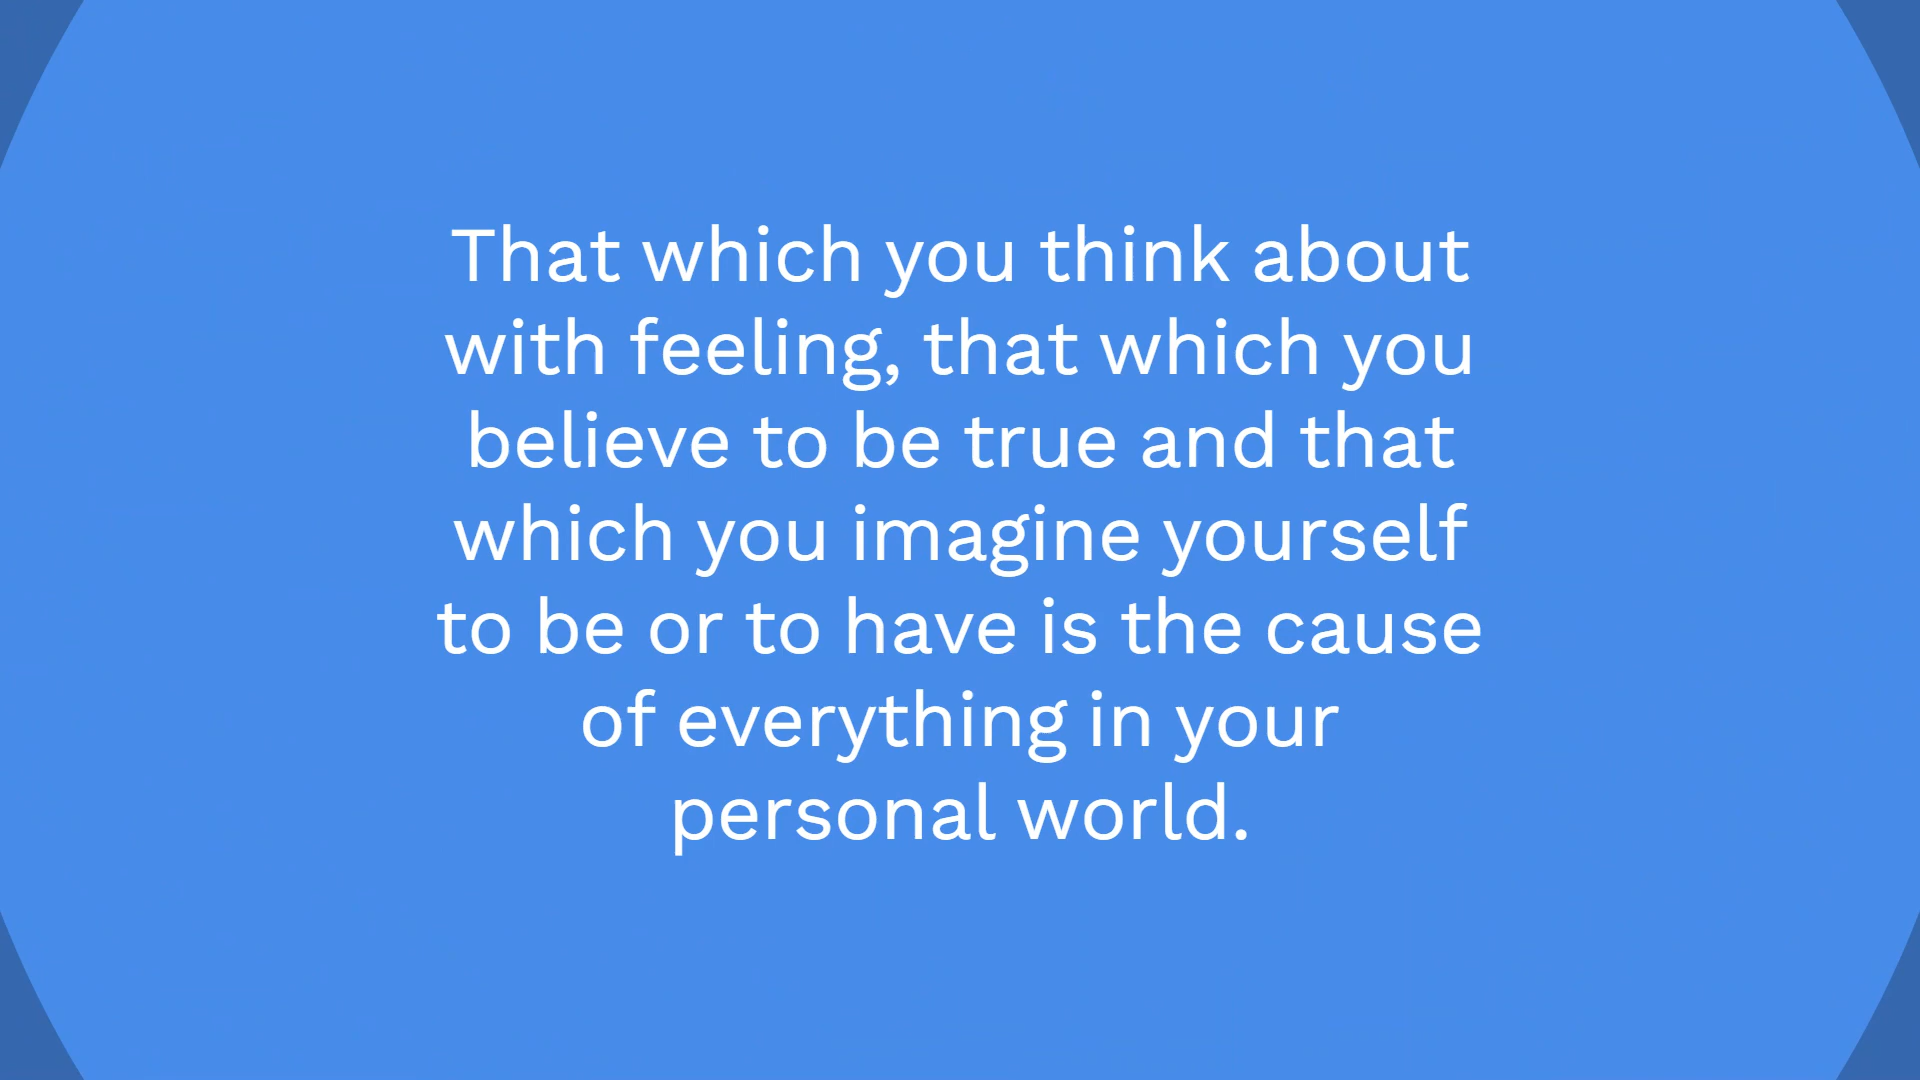 That which you think about
with feeling, that which you
believe to be true and that
which you imagine yourself
to be or to have is the cause
of everything in your
personal world.